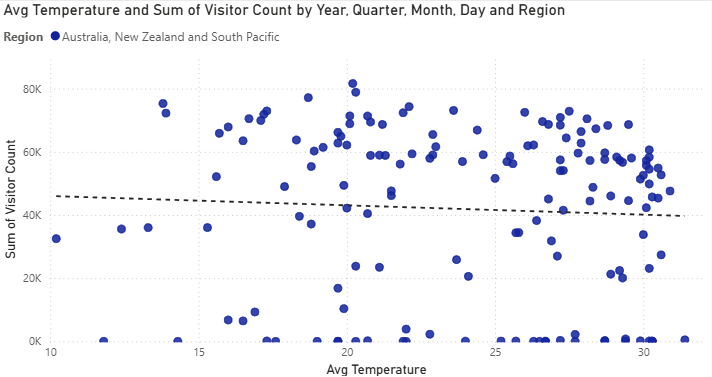 Avg Temperature and Sum of Visitor Count by Year, Quarter, Month, Day and Region
Region Australia, New Zealand and South Pacific
Sum of Visitor Count
80K
60K
40K
20K
0K
10 15 20 25 30
Avg Temperature